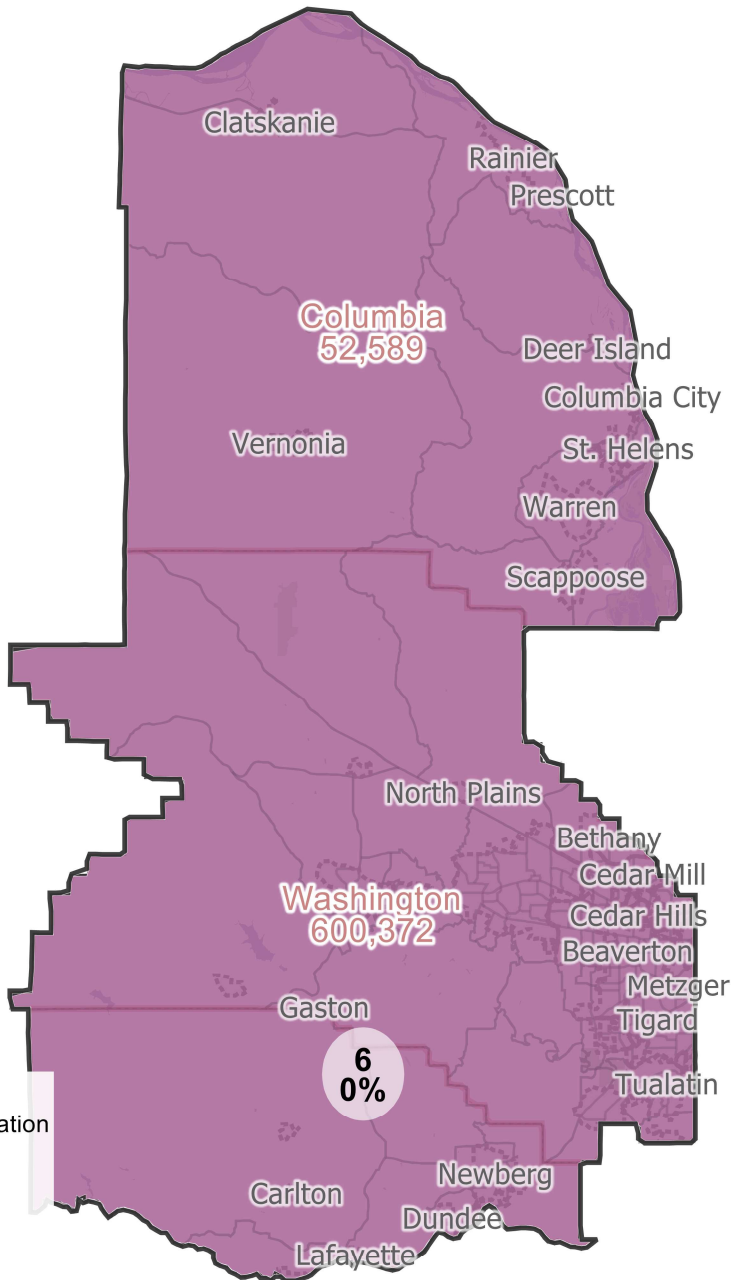 Clatskanie
Rainier
Prescott
Columbia
52,589
Deer Island
Columbia City
Vernonia
St. Helens
Warren
Scappoose
North Plains
Bethany
Cedar Mill
Washington
600,372
Cedar Hills
Beaverton
Metzger
Gaston
Tigard
6
0%
Tualatin
ation
Newberg
Carlton
Dundee
Lafayette